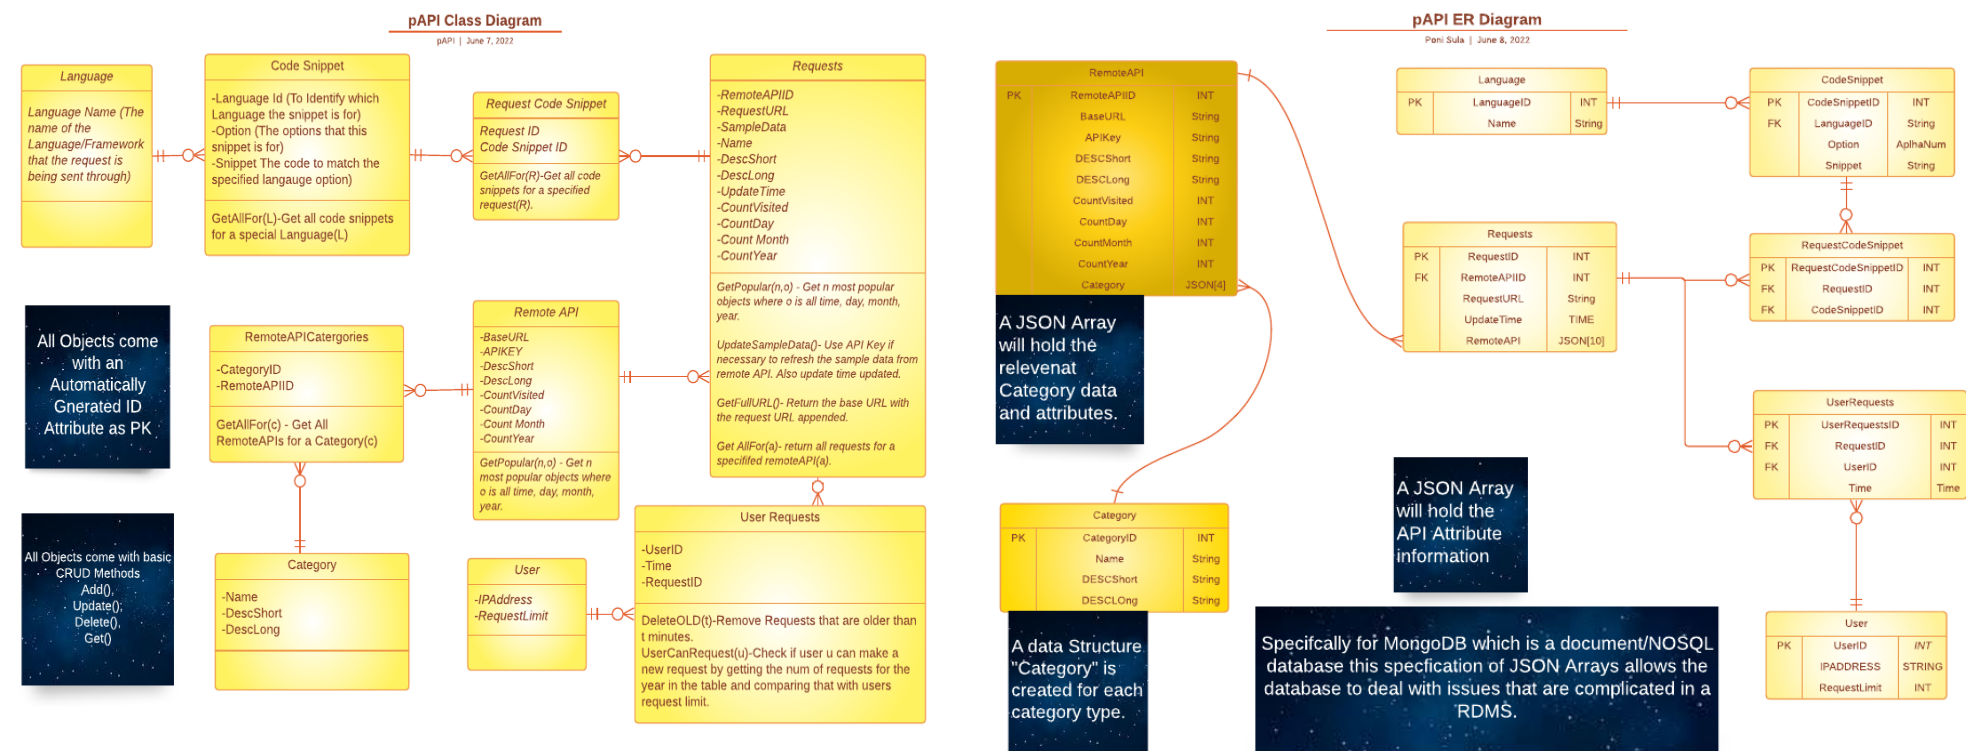 pAPI Class Diagram
pAPI | June 7, 2022
Language
Language Name (The
name of the
Language/Framework
that the request is
being sent through)
Code Snippet
-Language Id (To Identify which
Language the snippet is for)
-Option (The options that this
snippet is for)
-Snippet The code to match the
specified langauge option)
GetAllFor(L)-Get all code snippets
for a special Language(L)
Request Code Snippet
Request ID
Code Snippet ID
GetAllFor(R)-Get all code
snippets for a specified
request(R).
Requests
-RemoteAPIID
-RequestURL
-SampleData
-Name
-DescShort
-DescLong
-UpdateTime
-CountVisited
-CountDay
-Count Month
-CountYear
GetPopular(n,o) - Get n most popular
objects where o is all time, day, month,
year.
UpdateSampleData()- Use API Key if
necessary to refresh the sample data from
remote API. Also update time updated.
GetFullURL()- Return the base URL with
the request URL appended.
Get AllFor(a)- return all requests for a
specififed remoteAPI(a).
All Objects come
with an
Automatically
Gnerated ID
Attribute as PK
RemoteAPICatergories
-CategoryID
-RemoteAPIID
GetAllFor(c) - Get All
RemoteAPIs for a Category(c)
Remote API
-BaseURL
-APIKEY
-DescShort
-DescLong
-CountVisited
-CountDay
-Count Month
-CountYear
GetPopular(n,o) - Get n
most popular objects where
o is all time, day, month,
year.
All Objects come with basic
CRUD Methods
Add(),
Update();
Delete(),
Get()
Category
-Name
-DescShort
-DescLong
User
-IPAddress
-RequestLimit
User Requests
-UserID
-Time
-RequestID
DeleteOLD(t)-Remove Requests that are older than
t minutes.
UserCanRequest(u)-Check if user u can make a
new request by getting the num of requests for the
year in the table and comparing that with users
request limit.
pAPI ER Diagram
Poni Sula | June 8, 2022
RemoteAPI
PK RemoteAPIID INT
BaseURL String
APIKey String
DESCShort String
DESCLong String
CountVisited INT
CountDay INT
CountMonth INT
CountYear INT
Category JSON[4]
A JSON Array
will hold the
relevenat
Category data
and attributes.
Category
PK CategoryID INT
Name String
DESCShort String
DESCLOng String
A data Structure
"Category" is
created for each
category type.
Language
PK LanguageID INT
Name String
CodeSnippet
PK CodeSnippetID INT
FK LanguageID String
Option AplhaNum
Snippet String
Requests
PK RequestID INT
FK RemoteAPIID INT
RequestURL String
UpdateTime TIME
RemoteAPI JSON[10]
RequestCodeSnippet
PK RequestCodeSnippetID INT
FK RequestID INT
FK CodeSnippetID INT
UserRequests
PK UserRequestsID INT
FK RequestID INT
FK UserID INT
Time Time
A JSON Array
will hold the
API Attribute
information
User
PK UserID INT
IPADDRESS STRING
RequestLimit INT
Specifcally for MongoDB which is a document/NOSQL
database this specfication of JSON Arrays allows the
database to deal with issues that are complicated in a
RDMS.